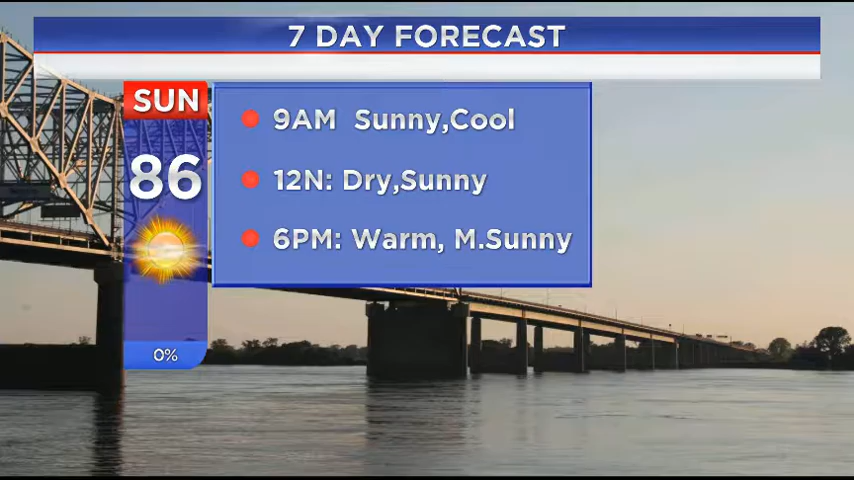 7 DAY FORECAST
SUN
86
0%
9AM  Sunny,Cool
12N: Dry,Sunny
6PM: Warm, M.Sunny